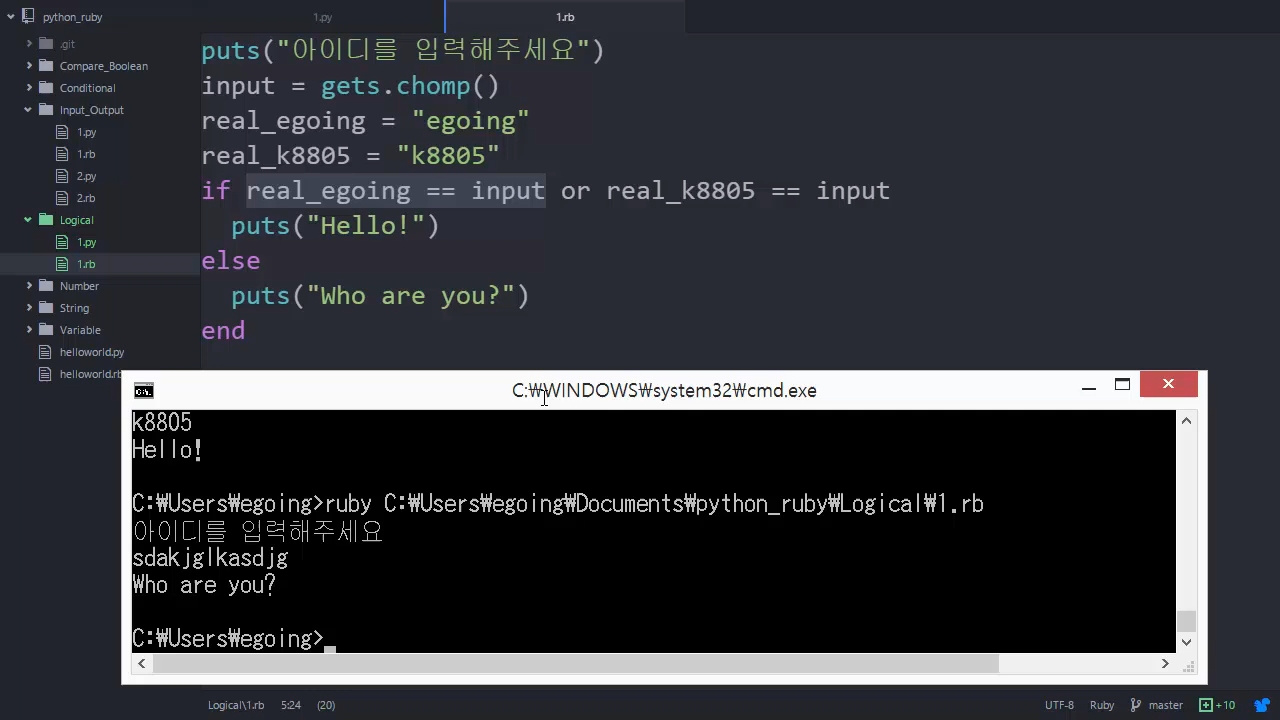 python_ruby
1.py
1.rb
.git
Compare_Boolean
Conditional
Input_Output
1.py
1.rb
2.py
2.rb
Logical
1.py
1.rb
Number
String
Variable
helloworld.py
helloworld.rb
puts("아이디를 입력해주세요")
input = gets.chomp()
real_egoing = "egoing"
real_k8805 = "k8805"
if real_egoing == input or real_k8805 == input
puts("Hello!")
else
puts("Who are you?")
end
C:\
C:₩WINDOWS₩system32₩cmd.exe
k8805
Hello!
C:₩Users₩egoing>ruby C:₩Users₩egoing₩Documents₩python_ruby₩Logical₩1.rb
아이디를 입력해주세요
sdakjglkasdjg
Who are you?
C:₩Users₩egoing>
Logical\1.rb 5:24 (20)
UTF-8 Ruby master +10